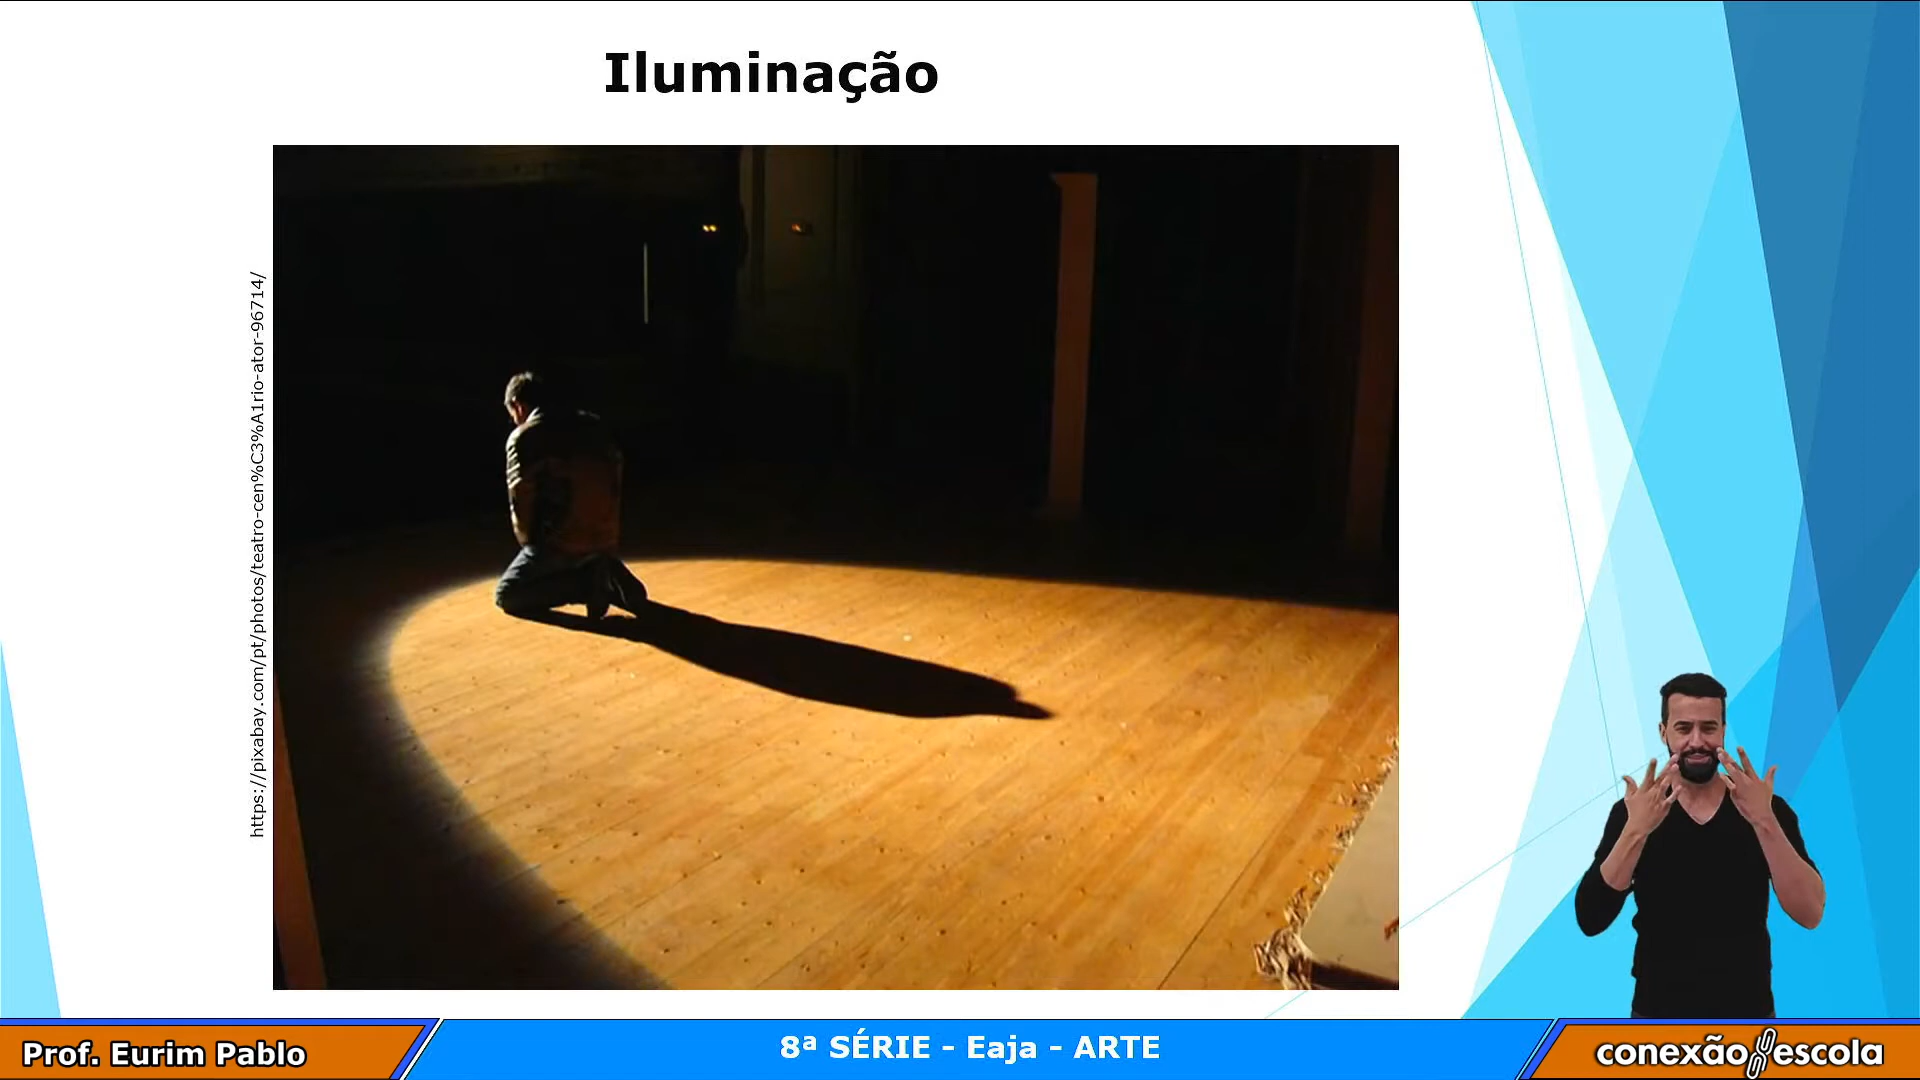 Iluminação
https://pixabay.com/pt/photos/teatro-cen%C3%A1rio-ator-96714/
Prof. Eurim Pablo
8ª SÉRIE - Eaja - ARTE
conexão escola